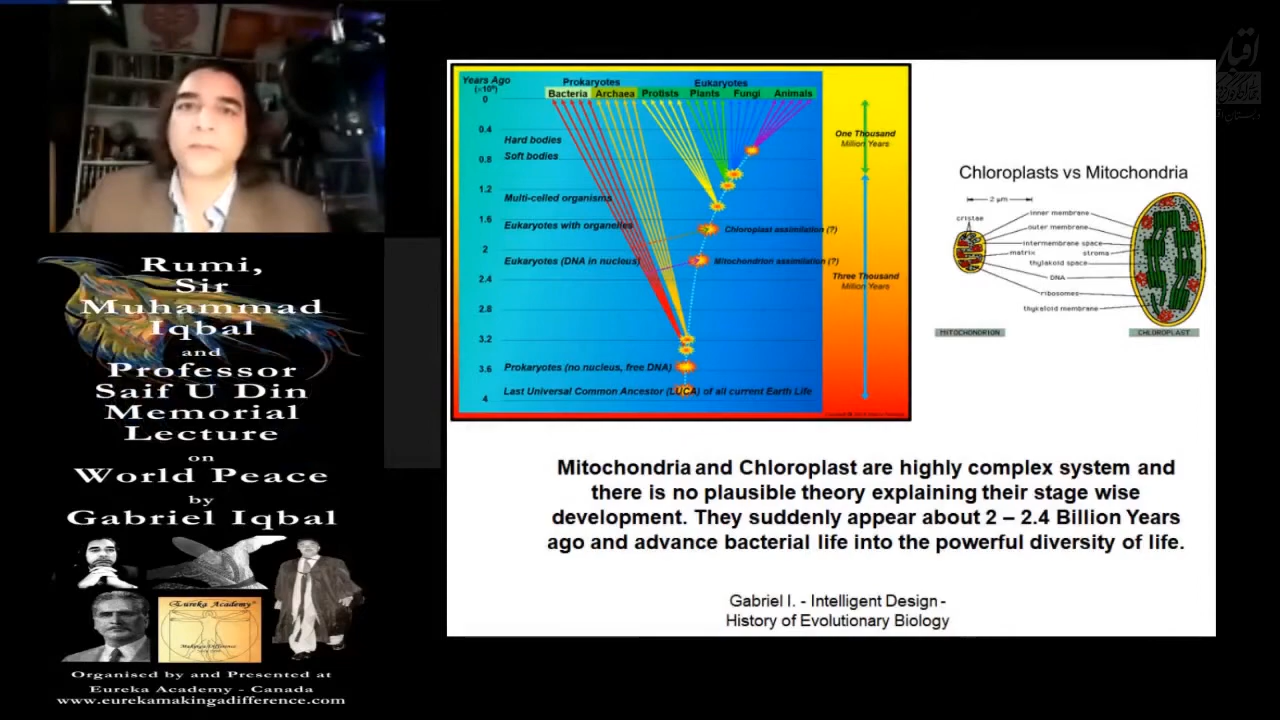 Rumi,
Sir
Muhammad
Iqbal
and
Professor
Saif U Din
Memorial
Lecture
on
World Peace
by
Gabriel Iqbal
Eureka Academy
Organised by and Presented at
Eureka Academy - Canada
www.eurekamakingadifference.com
Years Ago
Prokaryotes
Eukaryotes
Bacteria Archaea Protists Plants Fungi Animals
0
0.4
0.8
1.2
1.6
2
2.4
2.8
3.2
3.6
4
Hard bodies
Soft bodies
Multi-celled organisms
Eukaryotes with organelles
Chloroplast assimilation (?)
Eukaryotes (DNA in nucleus)
Mitochondrion assimilation (?)
Prokaryotes (no nucleus, free DNA)
Last Universal Common Ancestor (LUCA) of all current Earth Life
One Thousand
Million Years
Three Thousand
Million Years
Chloroplasts vs Mitochondria
2 μm
cristae
inner membrane
outer membrane
intermembrane space
matrix
stroma
thylakoid space
DNA
ribosomes
thykeloid membrane
MITOCHONDRION
CHLOROPLAST
Mitochondria and Chloroplast are highly complex system and
there is no plausible theory explaining their stage wise
development. They suddenly appear about 2 – 2.4 Billion Years
ago and advance bacterial life into the powerful diversity of life.
Gabriel I. - Intelligent Design -
History of Evolutionary Biology
اقبال